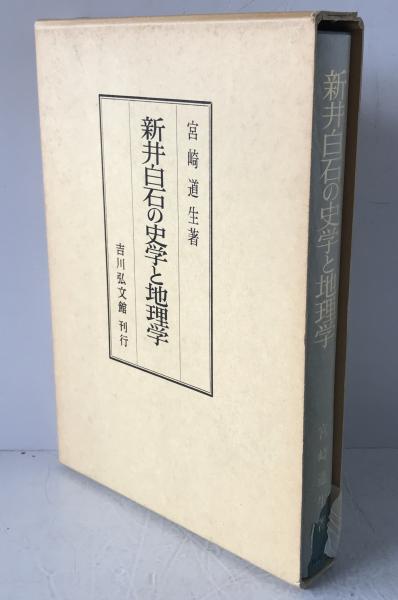 宮崎道生著
新井白石の史学と地理学
吉川弘文館 刊行
新井白石の史学と地理学
宮崎道生